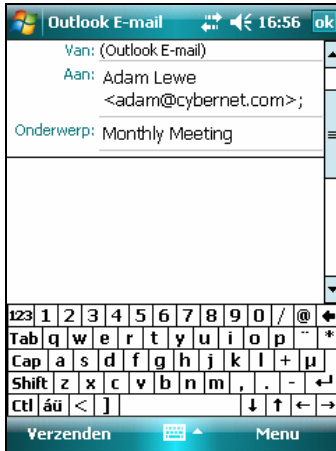 Outlook E-mail 16:56 ok
Van: (Outlook E-mail)
Aan: Adam Lewe
<adam@cybernet.com>;
Onderwerp: Monthly Meeting
123 1 2 3 4 5 6 7 8 9 0 / @ ←
Tab q w e r t y u i o p ¨ *
Cap a s d f g h j k l + µ
Shift z x c v b n m , . - ↵
Ctl áü < ] ↓ ↑ ← →
Verzenden Menu